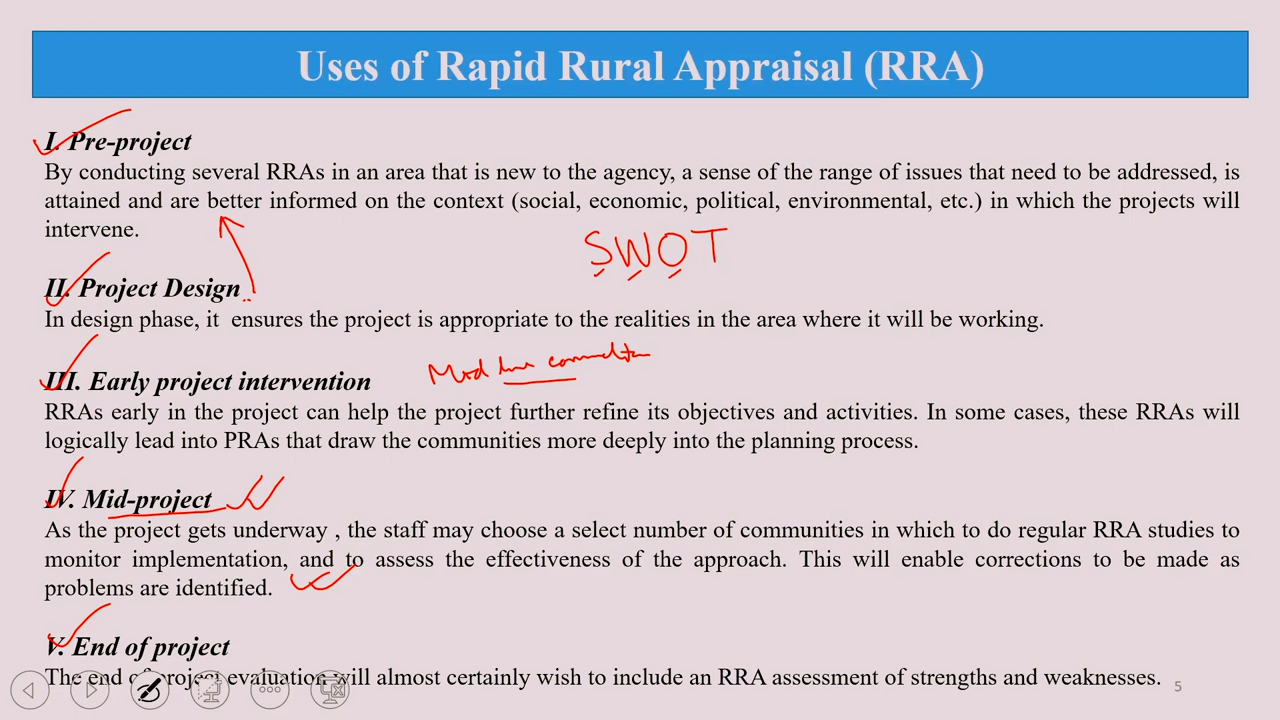 Uses of Rapid Rural Appraisal (RRA)
I. Pre-project
By conducting several RRAs in an area that is new to the agency, a sense of the range of issues that need to be addressed, is
attained and are better informed on the context (social, economic, political, environmental, etc.) in which the projects will
intervene.
SWOT
II. Project Design
In design phase, it ensures the project is appropriate to the realities in the area where it will be working.
III. Early project intervention
RRAs early in the project can help the project further refine its objectives and activities. In some cases, these RRAs will
logically lead into PRAs that draw the communities more deeply into the planning process.
IV. Mid-project
As the project gets underway , the staff may choose a select number of communities in which to do regular RRA studies to
monitor implementation, and to assess the effectiveness of the approach. This will enable corrections to be made as
problems are identified.
V. End of project
The end of project evaluation will almost certainly wish to include an RRA assessment of strengths and weaknesses.
5